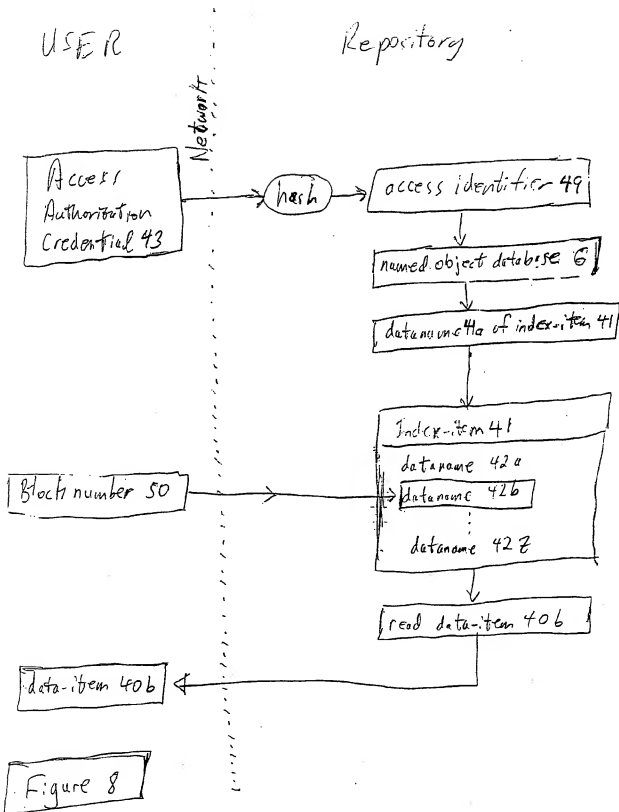 USER
Repository
Network
Access
Authorization
Credential 43
hash
access identifier 49
named object database 6
dataname 41a of index-item 41
Index-item 41
dataname 42a
Block number 50
dataname 42b
dataname 42z
read data-item 40b
data-item 40b
Figure 8